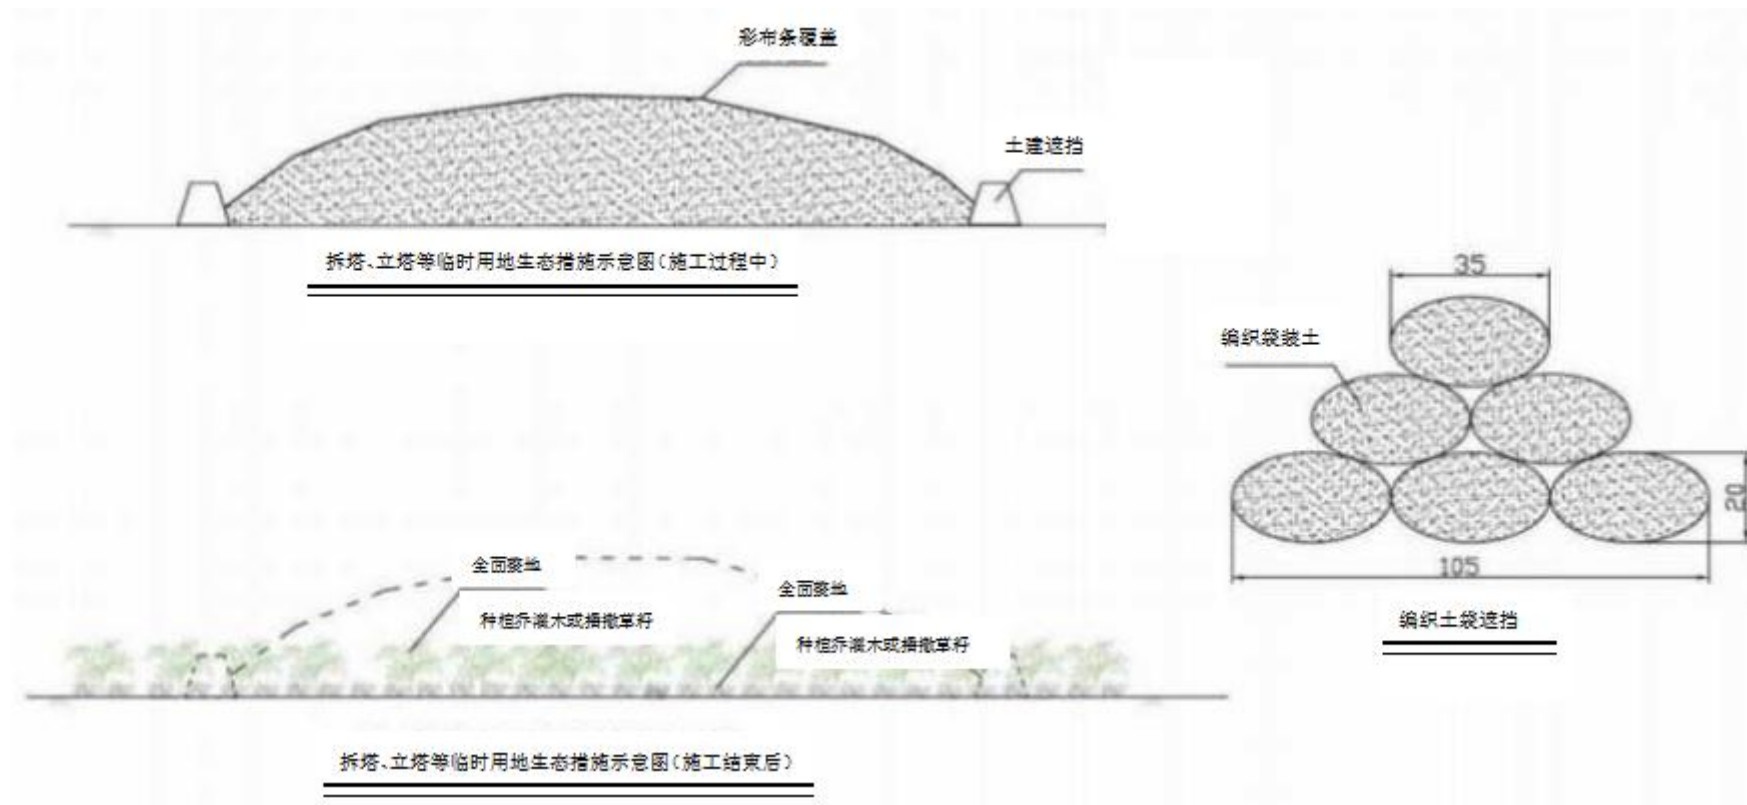 彩布条覆盖
土建遮挡
拆塔、立塔等临时用地生态措施示意图(施工过程中)
35
编织袋装土
20
105
编织土袋遮挡
全面整地
种植乔灌木或播撒草籽
全面整地
种植乔灌木或播撒草籽
拆塔、立塔等临时用地生态措施示意图(施工结束后)